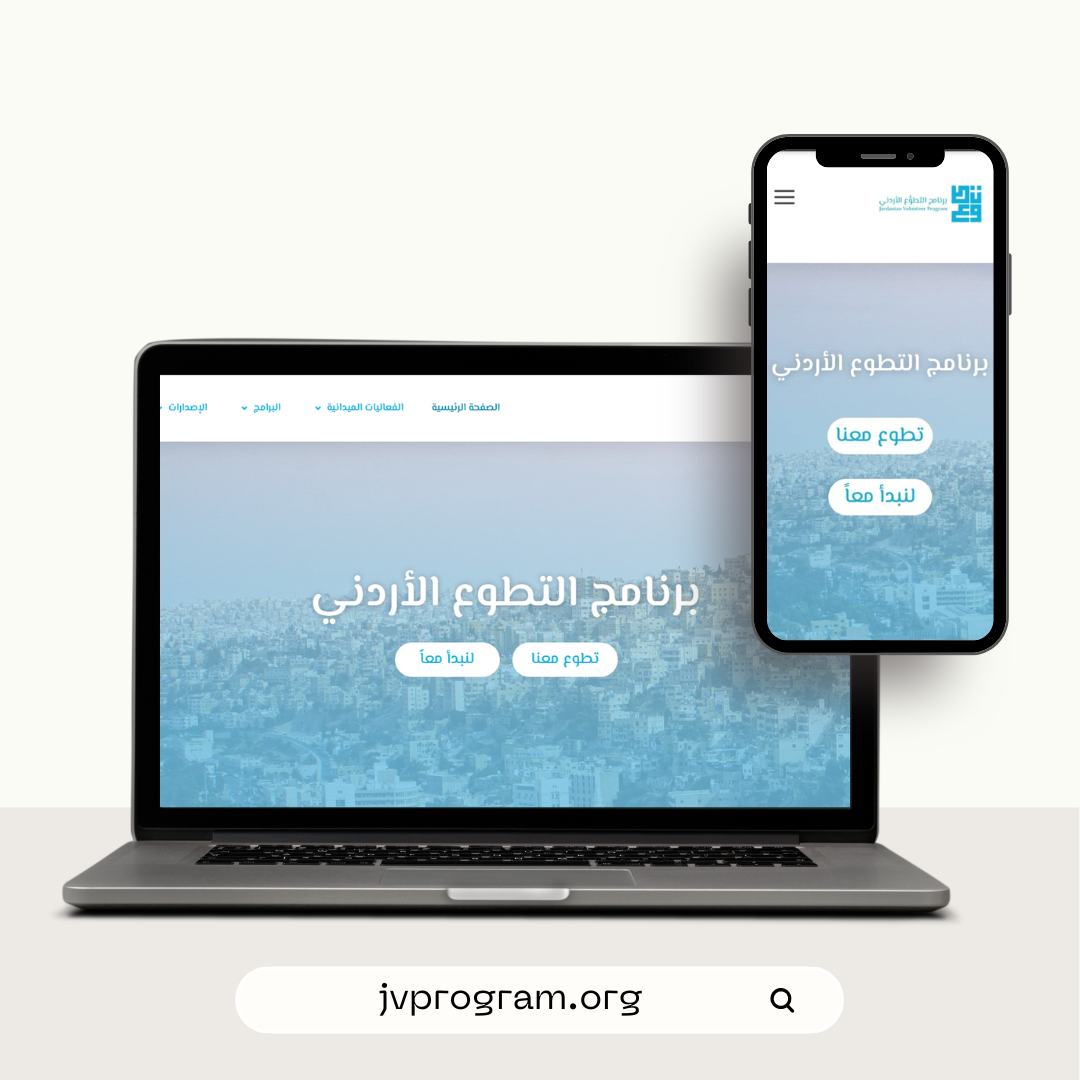 برنامج التطوّع الأردني
Jordanian Volunteer Program
برنامج التطوع الأردني
تطوع معنا
لنبدأ معاً
الصفحة الرئيسية الفعاليات الميدانية البرامج الإصدارات
برنامج التطوع الأردني
تطوع معنا لنبدأ معاً
jvprogram.org